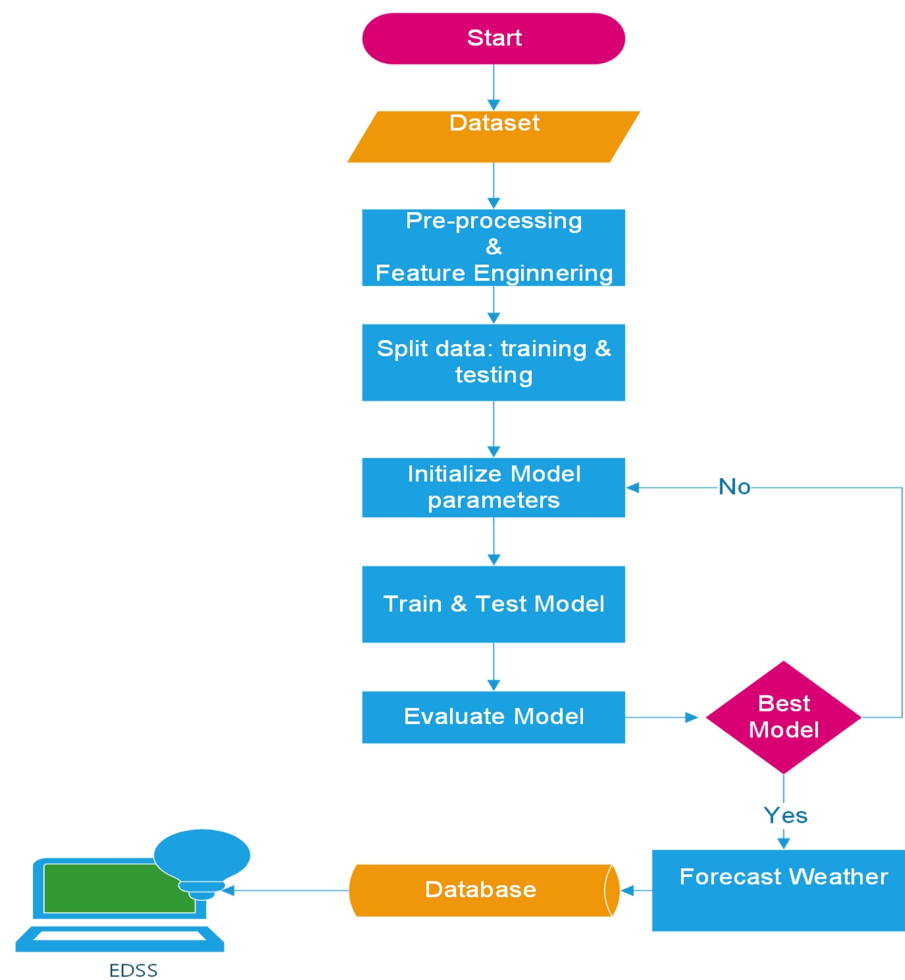 Start
Dataset
Pre-processing
&
Feature Enginnering
Split data: training &
testing
Initialize Model
parameters
No
Train & Test Model
Evaluate Model
Best
Model
Yes
Forecast Weather
Database
EDSS